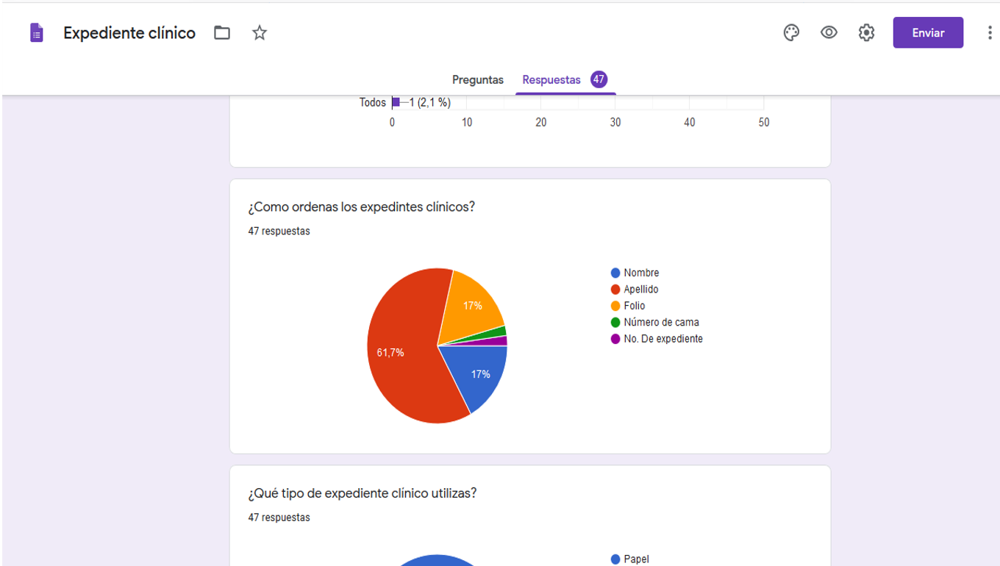 Expediente clínico
Enviar
Preguntas Respuestas 47
Todos 1 (2,1 %)
0 10 20 30 40 50
¿Como ordenas los expedintes clínicos?
47 respuestas
Nombre
Apellido
Folio
Número de cama
No. De expediente
17%
61,7%
17%
¿Qué tipo de expediente clínico utilizas?
47 respuestas
Papel